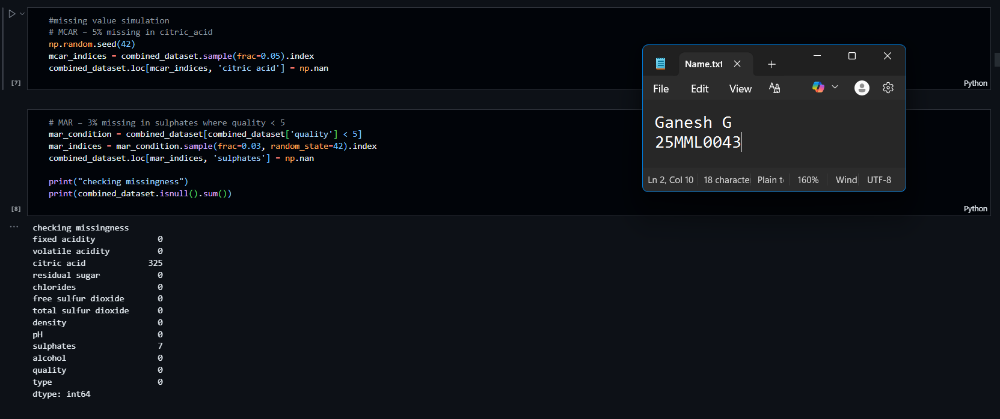 #missing value simulation
# MCAR – 5% missing in citric_acid
np.random.seed(42)
mcar_indices = combined_dataset.sample(frac=0.05).index
combined_dataset.loc[mcar_indices, 'citric acid'] = np.nan
[7]
Python
# MAR – 3% missing in sulphates where quality < 5
mar_condition = combined_dataset[combined_dataset['quality'] < 5]
mar_indices = mar_condition.sample(frac=0.03, random_state=42).index
combined_dataset.loc[mar_indices, 'sulphates'] = np.nan
print("checking missingness")
print(combined_dataset.isnull().sum())
[8]
Python
checking missingness
fixed acidity 0
volatile acidity 0
citric acid 325
residual sugar 0
chlorides 0
free sulfur dioxide 0
total sulfur dioxide 0
density 0
pH 0
sulphates 7
alcohol 0
quality 0
type 0
dtype: int64
Name.txt
File Edit View
Ganesh G
25MML0043
Ln 2, Col 10 18 character Plain t 160% Wind UTF-8